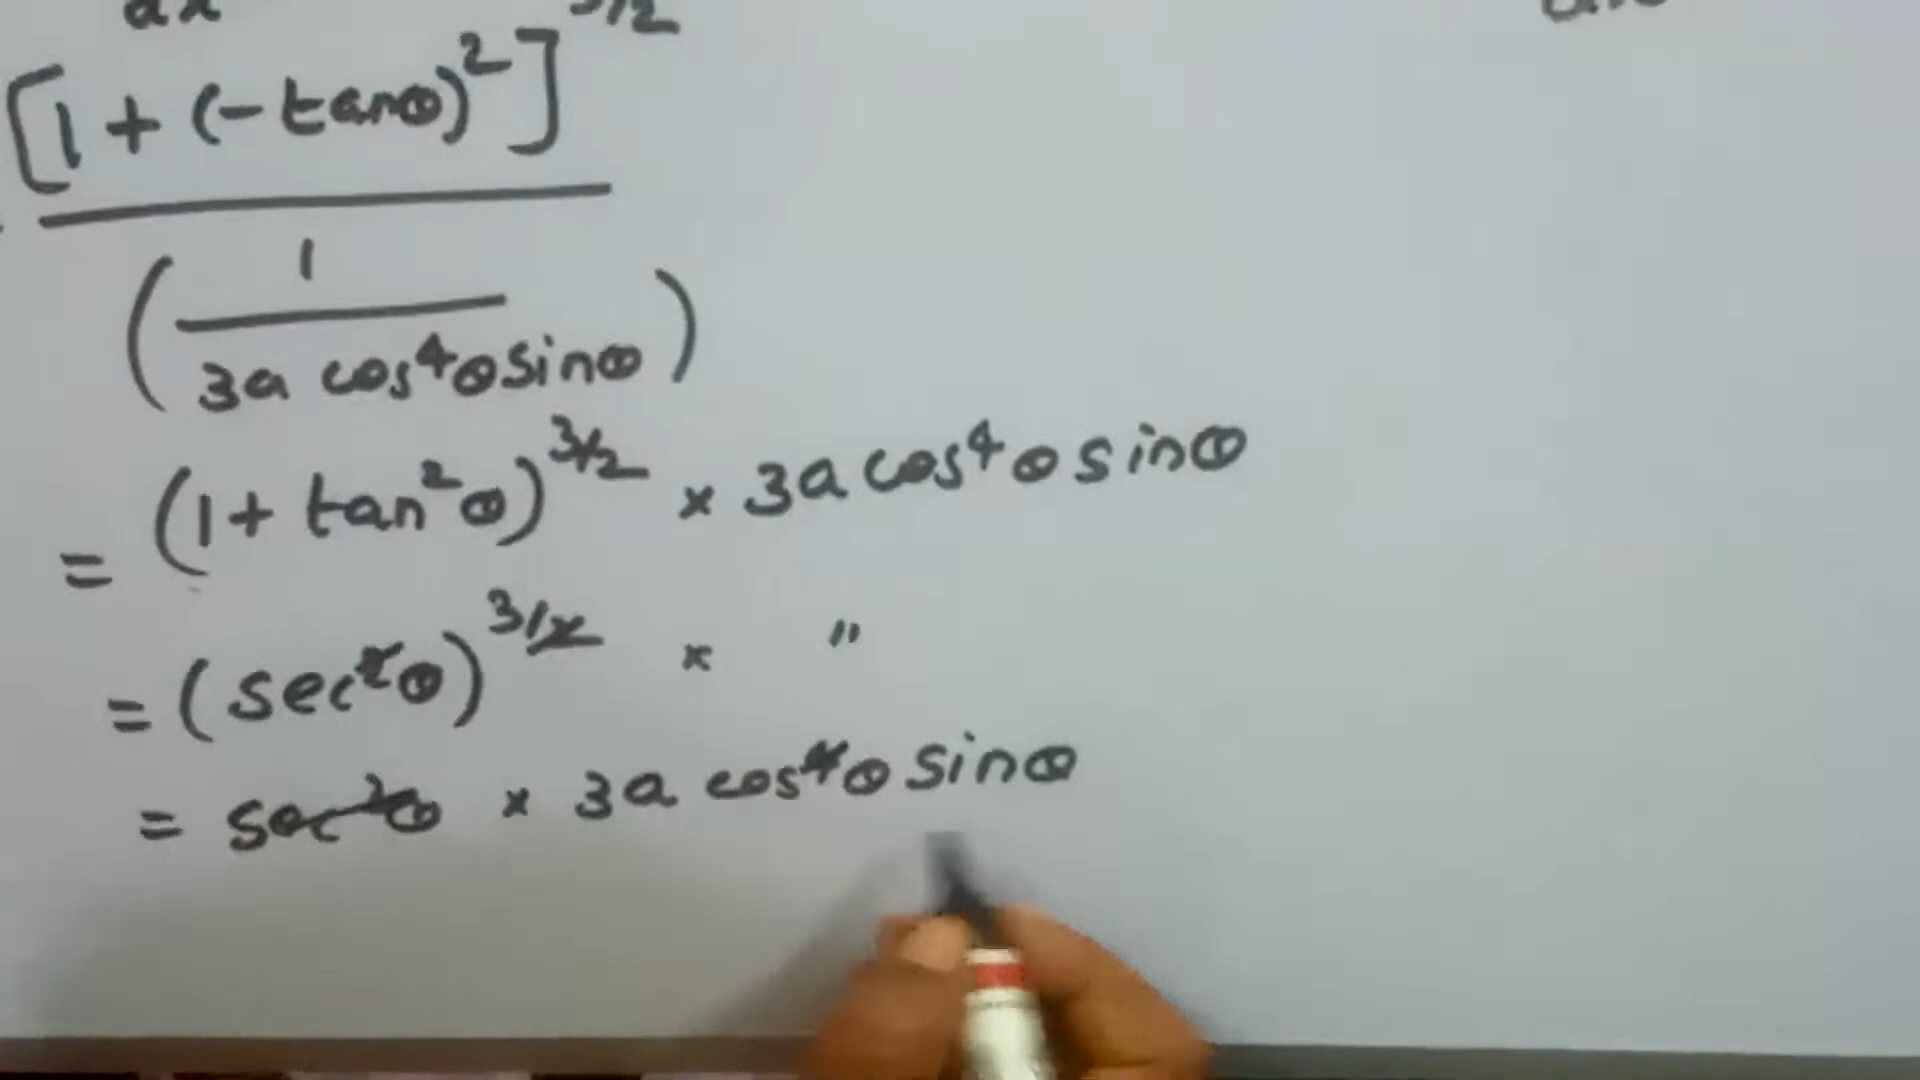 dx 3/2
[1 + (- tanθ)²]
1
(3a cos⁴θ sinθ)
= (1 + tan²θ)^3/2 × 3a cos⁴θ sinθ
= (sec²θ)^3/2 × "
= sec³θ × 3a cos⁴θ sinθ